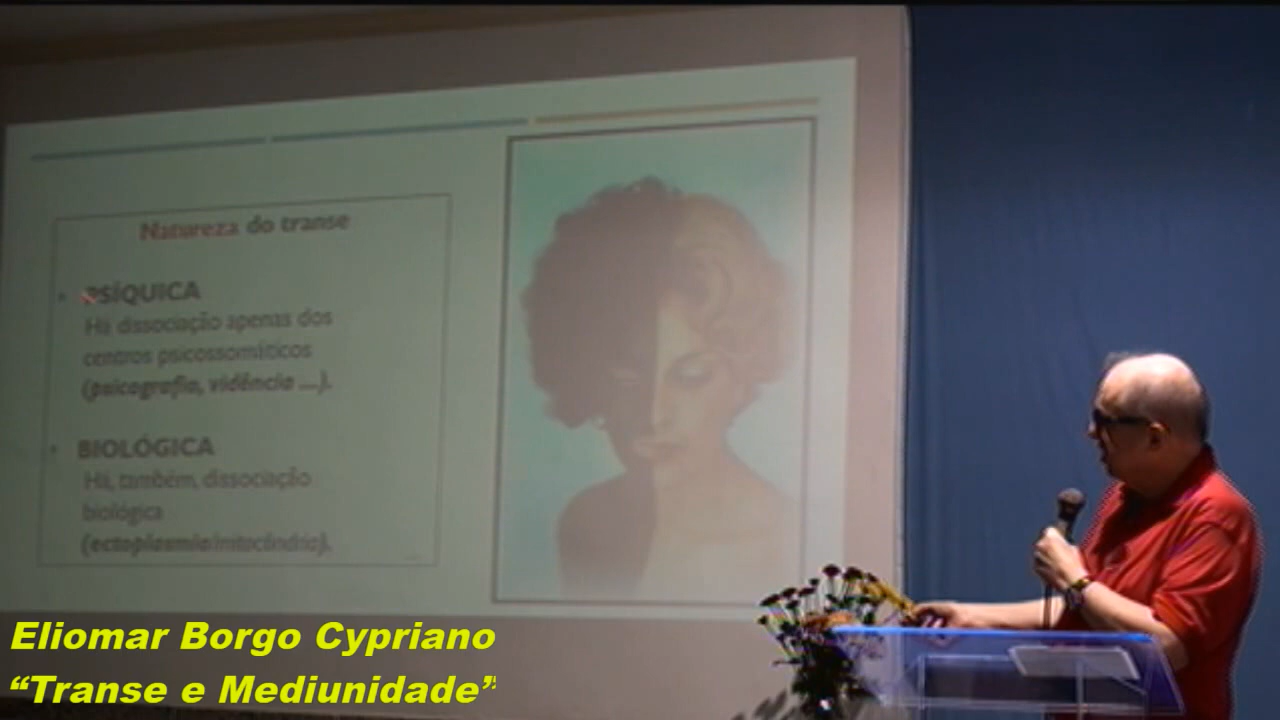 Natureza do transe
PSÍQUICA
Há dissociação apenas dos
centros psicossomáticos
(psicografia, vidência ...).
BIOLÓGICA
Há, também, dissociação
biológica
(ectoplasmia/mitocôndria).
Eliomar Borgo Cypriano
“Transe e Mediunidade”